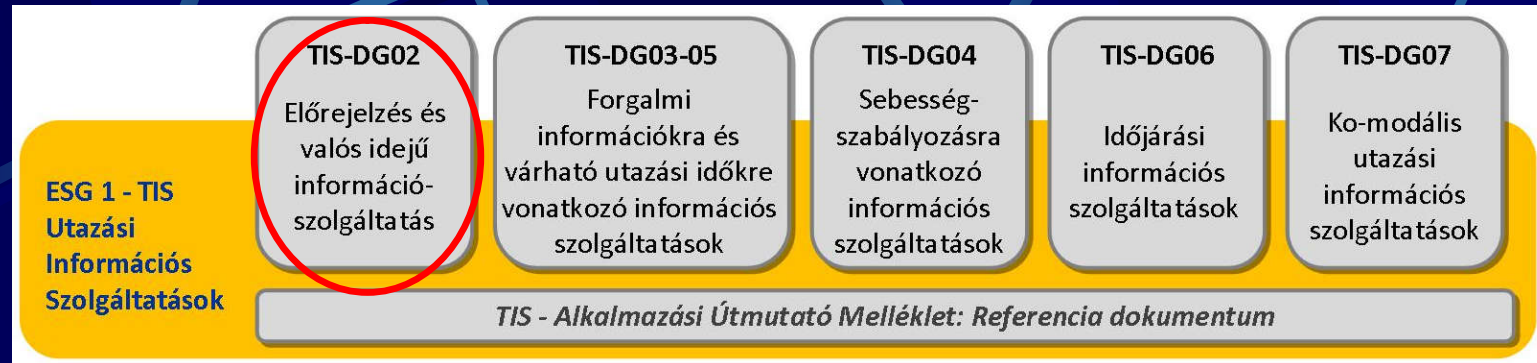 ESG 1 - TIS
Utazási
Információs
Szolgáltatások
TIS-DG02
Előrejelzés és
valós idejű
információ-
szolgáltatás
TIS-DG03-05
Forgalmi
információkra és
várható utazási időkre
vonatkozó információs
szolgáltatások
TIS-DG04
Sebesség-
szabályozásra
vonatkozó
információs
szolgáltatások
TIS-DG06
Időjárási
információs
szolgáltatások
TIS-DG07
Ko-modális
utazási
információs
szolgáltatások
TIS - Alkalmazási Útmutató Melléklet: Referencia dokumentum